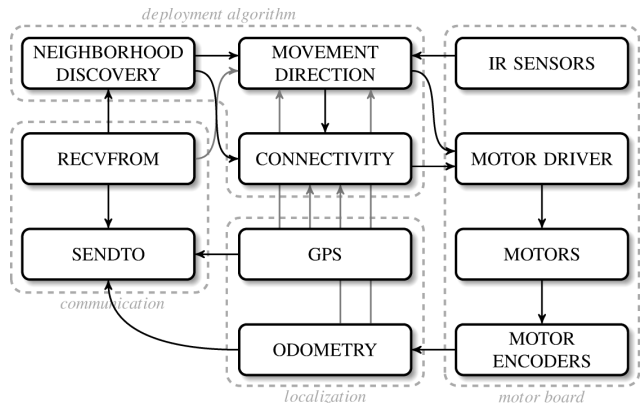 deployment algorithm
NEIGHBORHOOD
DISCOVERY
MOVEMENT
DIRECTION
IR SENSORS
RECVFROM
CONNECTIVITY
MOTOR DRIVER
SENDTO
GPS
MOTORS
communication
ODOMETRY
MOTOR
ENCODERS
localization
motor board